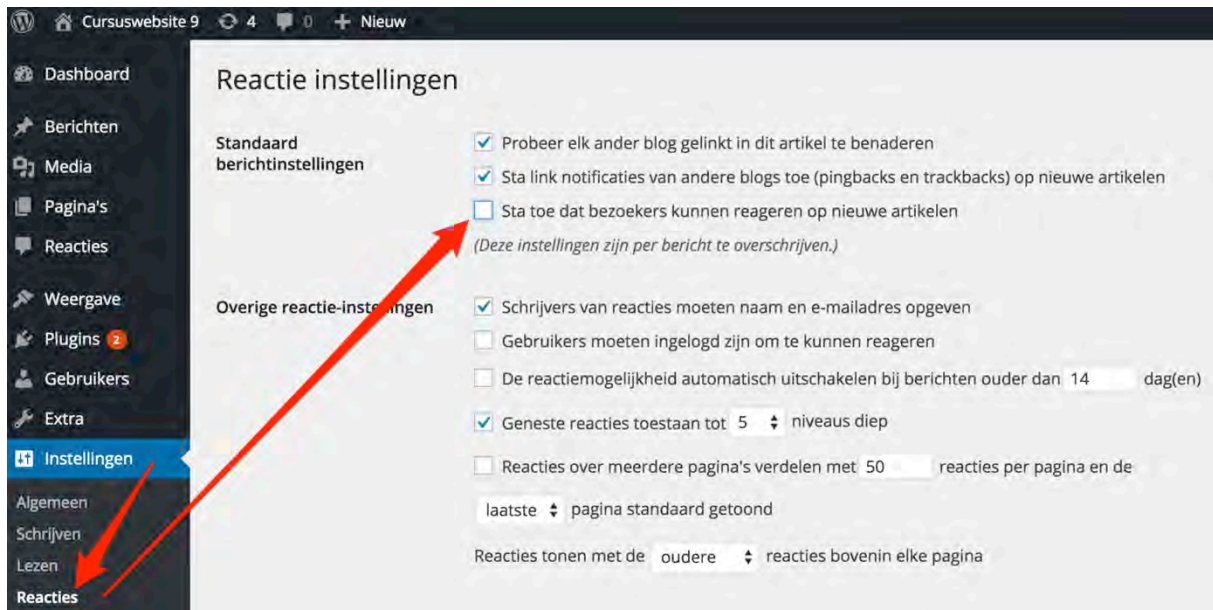 Cursuswebsite 9 4 0 + Nieuw
Dashboard
Berichten
Media
Pagina's
Reacties
Weergave
Plugins 2
Gebruikers
Extra
Instellingen
Algemeen
Schrijven
Lezen
Reacties
Reactie instellingen
Standaard
berichtinstellingen
Probeer elk ander blog gelinkt in dit artikel te benaderen
Sta link notificaties van andere blogs toe (pingbacks en trackbacks) op nieuwe artikelen
Sta toe dat bezoekers kunnen reageren op nieuwe artikelen
(Deze instellingen zijn per bericht te overschrijven.)
Overige reactie-instellingen
Schrijvers van reacties moeten naam en e-mailadres opgeven
Gebruikers moeten ingelogd zijn om te kunnen reageren
De reactiemogelijkheid automatisch uitschakelen bij berichten ouder dan 14 dag(en)
Geneste reacties toestaan tot 5 niveaus diep
Reacties over meerdere pagina's verdelen met 50 reacties per pagina en de
laatste pagina standaard getoond
Reacties tonen met de oudere reacties bovenin elke pagina